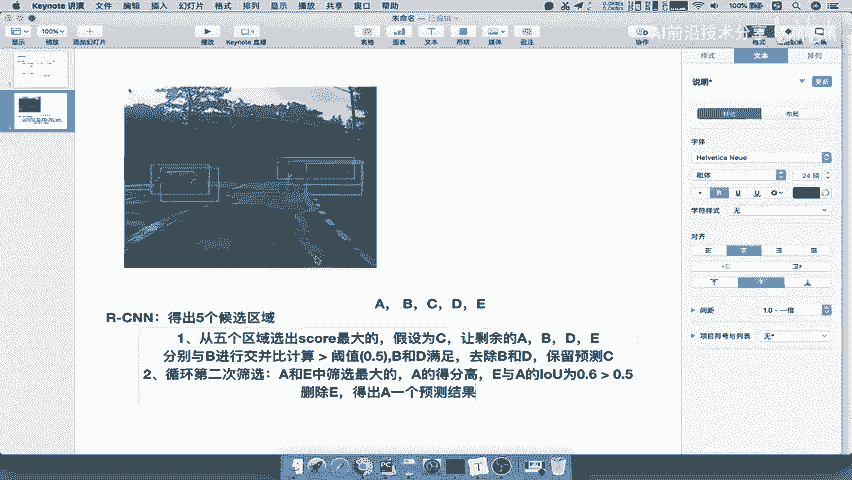 Keynote 讲演 文件 编辑 插入 幻灯片 格式 排列 显示 播放 共享 窗口 帮助
100%
未命名 — 已编辑
AI前沿技术分享
100%
显示 缩放 添加幻灯片 播放 Keynote 直播 表格 图表 文本 形状 媒体 批注 协作 格式
样式 文本 排列
说明* 更新
样式 布局
字体
Helvetica Neue
粗体 24 磅
字符样式 无
对齐
间距 1.0 - 一倍
项目符号与列表 无*
A， B，C，D，E
R-CNN：得出5个候选区域
1、从五个区域选出score最大的，假设为C，让剩余的A，B，D，E
分别与B进行交并比计算 > 阈值(0.5),B和D满足，去除B和D，保留预测C
2、循环第二次筛选：A和E中筛选最大的，A的得分高，E与A的IoU为0.6 > 0.5
删除E，得出A一个预测结果